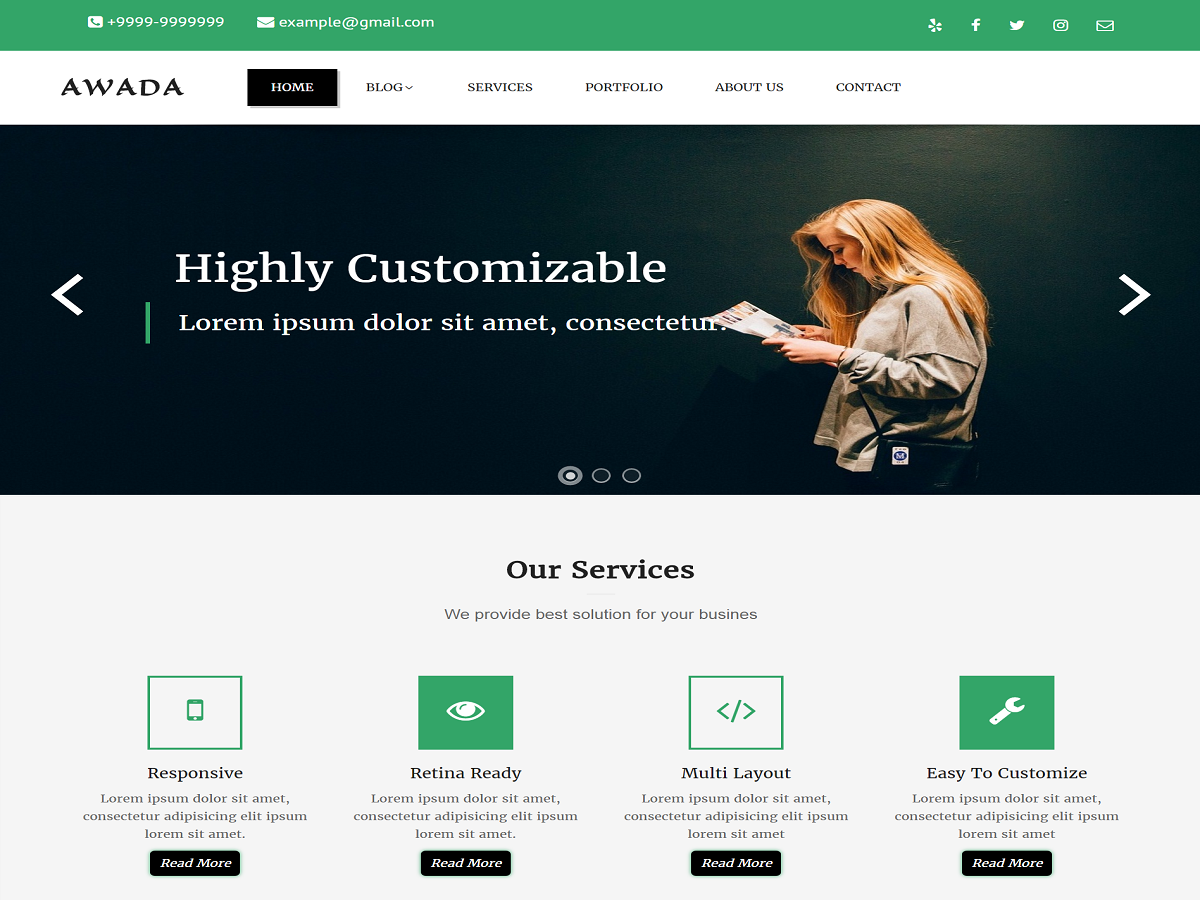 +9999-9999999 example@gmail.com
AWADA HOME BLOG SERVICES PORTFOLIO ABOUT US CONTACT
Highly Customizable
Lorem ipsum dolor sit amet, consectetur.
Our Services
We provide best solution for your busines
Responsive
Lorem ipsum dolor sit amet,
consectetur adipisicing elit ipsum
lorem sit amet.
Read More
Retina Ready
Lorem ipsum dolor sit amet,
consectetur adipisicing elit ipsum
lorem sit amet.
Read More
Multi Layout
Lorem ipsum dolor sit amet,
consectetur adipisicing elit ipsum
lorem sit amet
Read More
Easy To Customize
Lorem ipsum dolor sit amet,
consectetur adipisicing elit ipsum
lorem sit amet
Read More